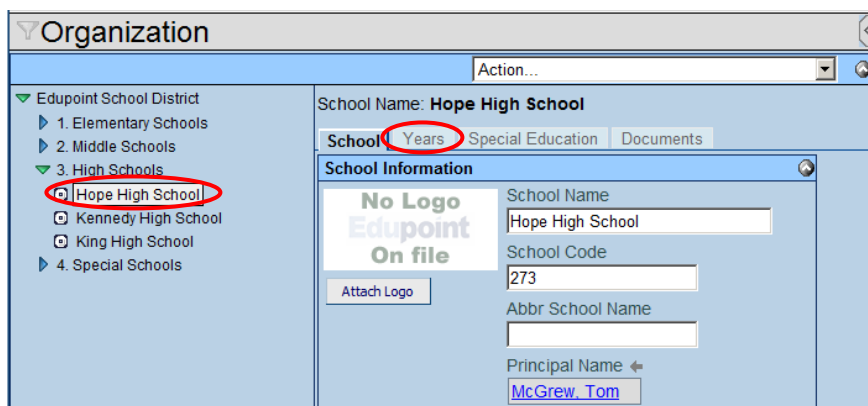 Organization
Action...
Edupoint School District
1. Elementary Schools
2. Middle Schools
3. High Schools
Hope High School
Kennedy High School
King High School
4. Special Schools
School Name: Hope High School
School Years Special Education Documents
School Information
No Logo
Edupoint
On file
Attach Logo
School Name
Hope High School
School Code
273
Abbr School Name
Principal Name
McGrew, Tom